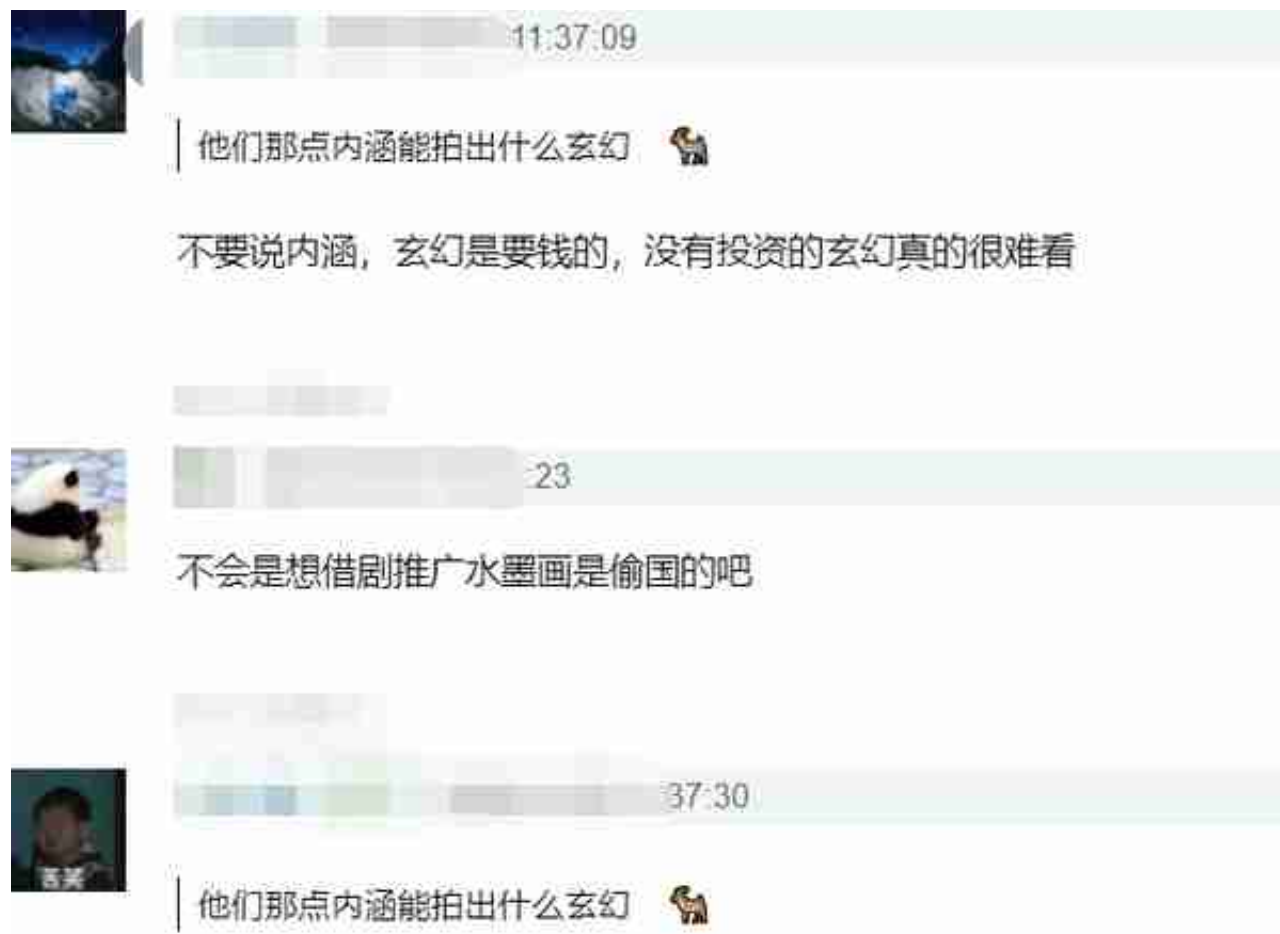 11:37:09
他们那点内涵能拍出什么玄幻
不要说内涵，玄幻是要钱的，没有投资的玄幻真的很难看
:23
不会是想借剧推广水墨画是偷国的吧
37:30
苦笑
他们那点内涵能拍出什么玄幻